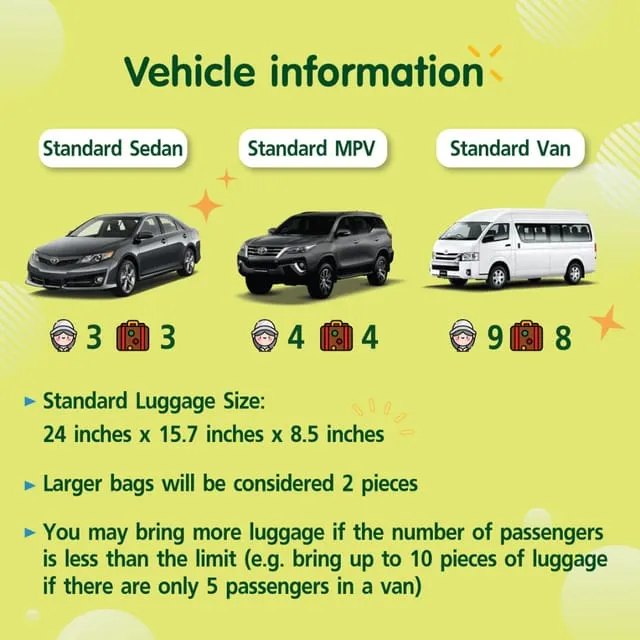 Vehicle information
Standard Sedan
Standard MPV
Standard Van
3 3
4 4
9 8
Standard Luggage Size:
24 inches x 15.7 inches x 8.5 inches
Larger bags will be considered 2 pieces
You may bring more luggage if the number of passengers
is less than the limit (e.g. bring up to 10 pieces of luggage
if there are only 5 passengers in a van)